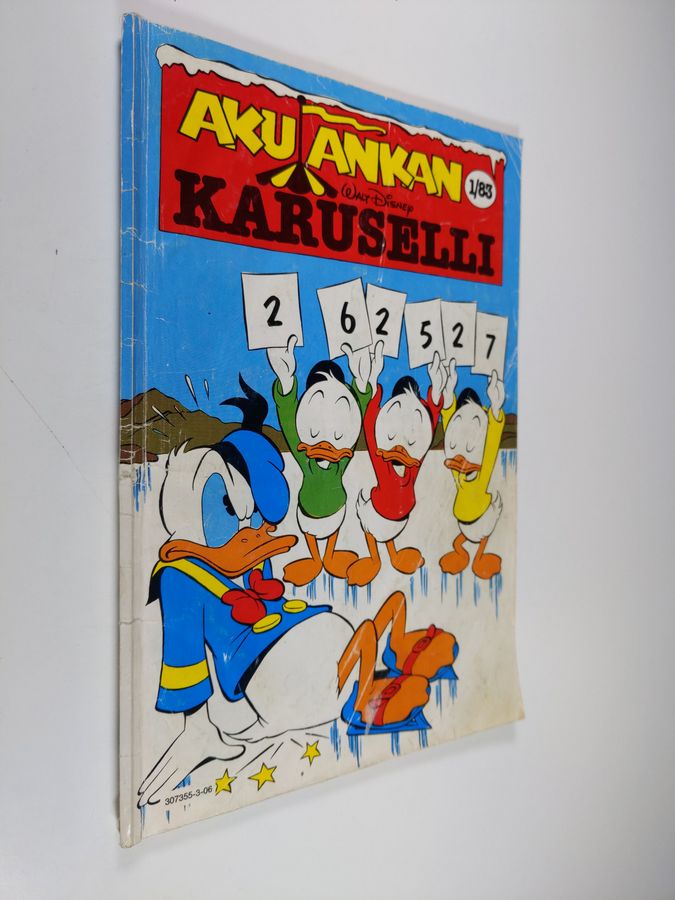 AKU ANKAN
1/83
WALT DISNEY
KARUSELLI
2 6 2 5 2 7
307355-3-06